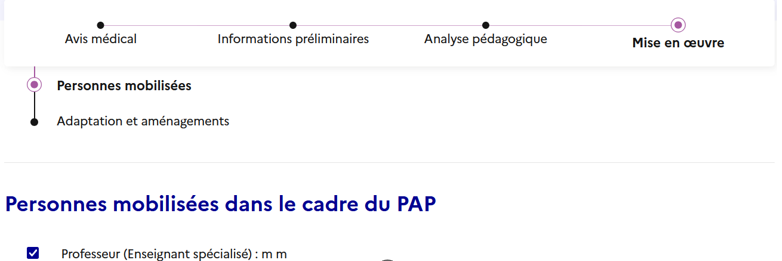 Avis médical
Informations préliminaires
Analyse pédagogique
Mise en œuvre
Personnes mobilisées
Adaptation et aménagements
Personnes mobilisées dans le cadre du PAP
Professeur (Enseignant spécialisé) : m m